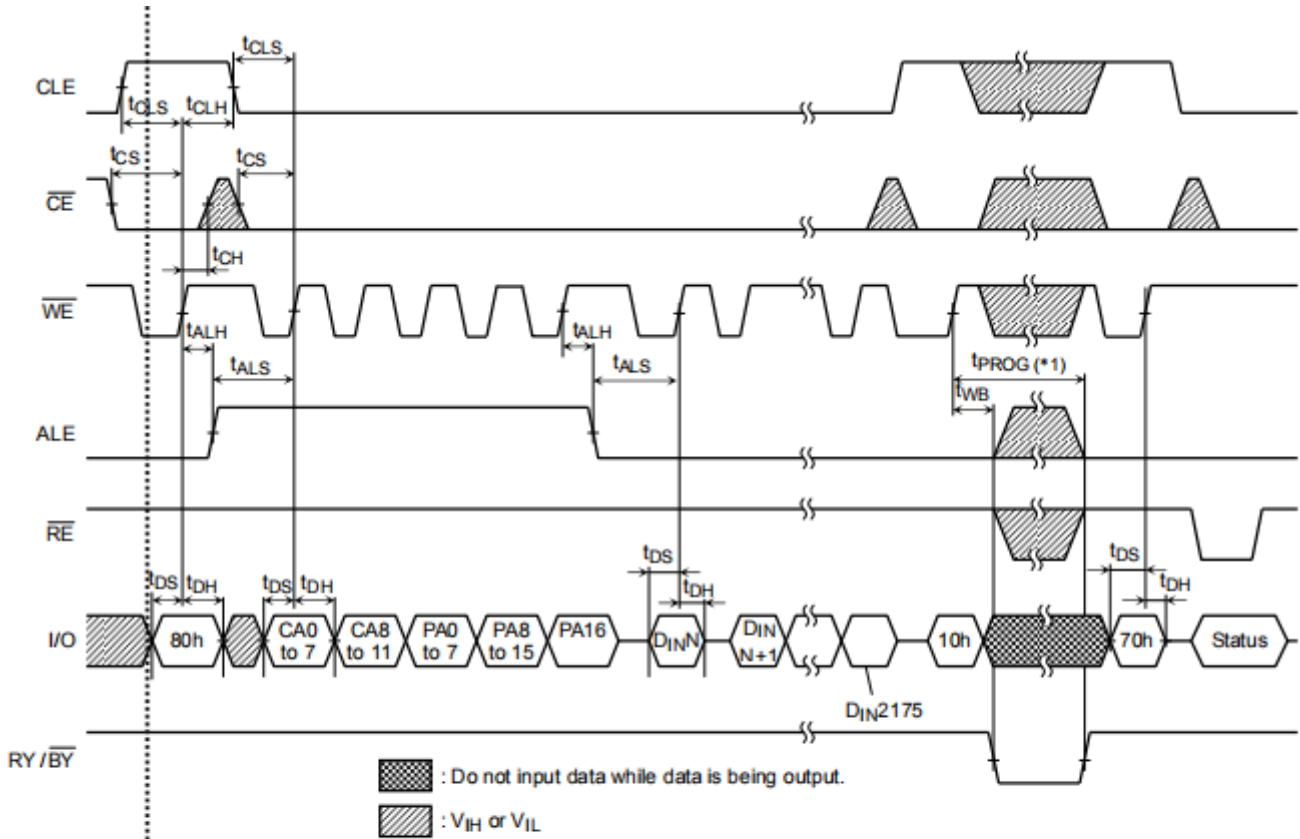 tCLS
CLE
tCLS tCLH
tCS tCS
CE
tCH
WE
tALH tALH
tALS tALS
tPROG (*1)
tWB
ALE
RE
tDS tDH tDS tDH tDS tDH tDS tDH
I/O
80h
CA0 to 7
CA8 to 11
PA0 to 7
PA8 to 15
PA16
DINN
DIN N+1
10h
70h
Status
DIN2175
RY / BY
: Do not input data while data is being output.
: VIH or VIL